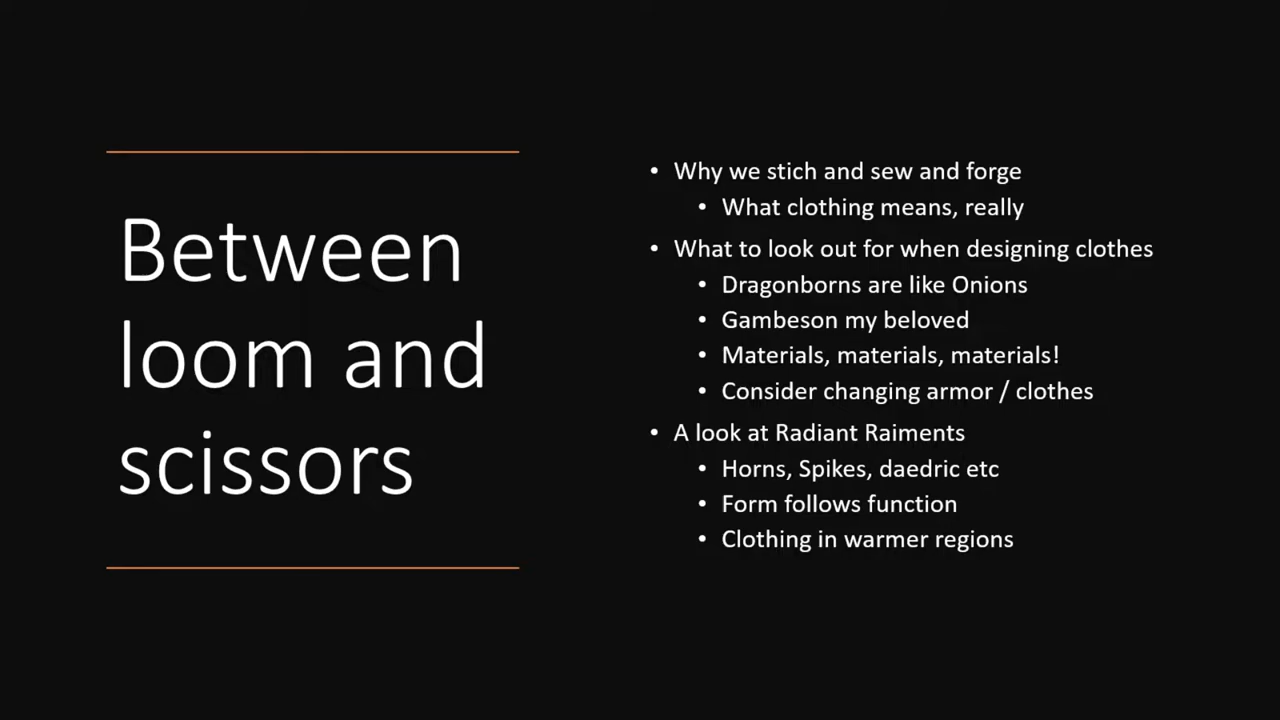 Between
loom and
scissors
• Why we stich and sew and forge
• What clothing means, really
• What to look out for when designing clothes
• Dragonborns are like Onions
• Gambeson my beloved
• Materials, materials, materials!
• Consider changing armor / clothes
• A look at Radiant Raiments
• Horns, Spikes, daedric etc
• Form follows function
• Clothing in warmer regions